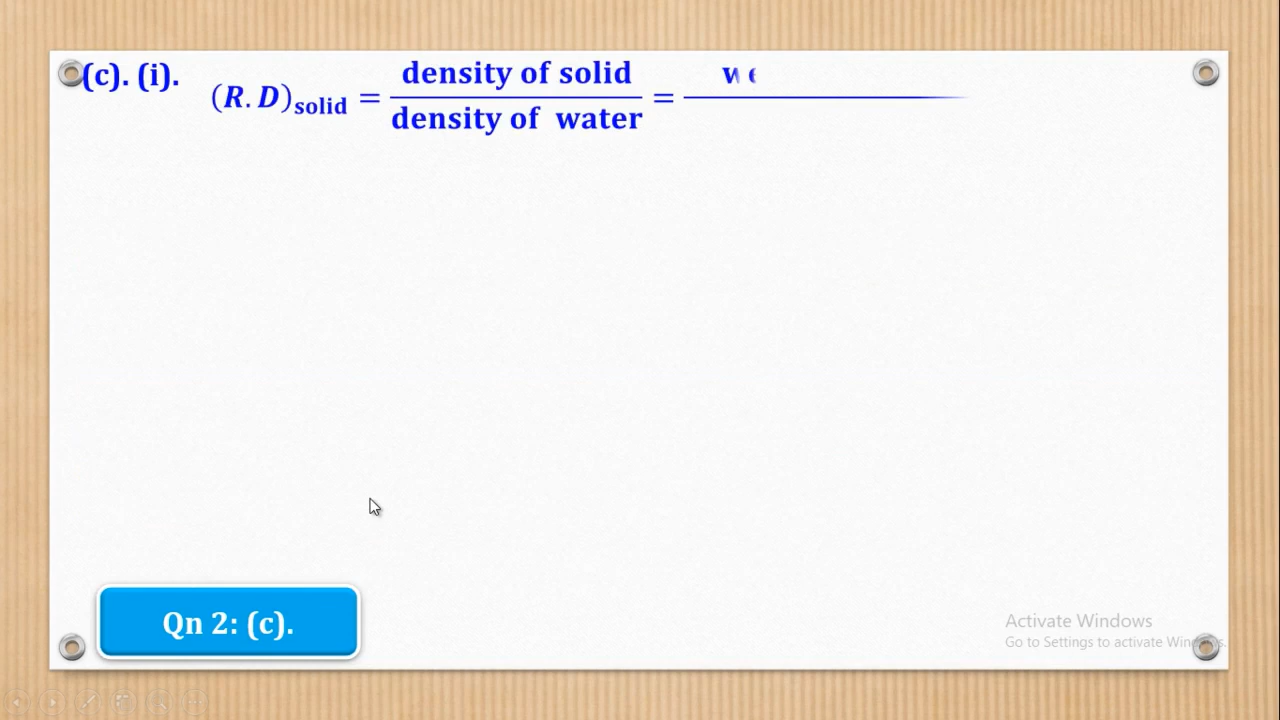 (c). (i). (R.D)solid = density of solid / density of water =
Qn 2: (c).
Activate Windows
Go to Settings to activate Windows.